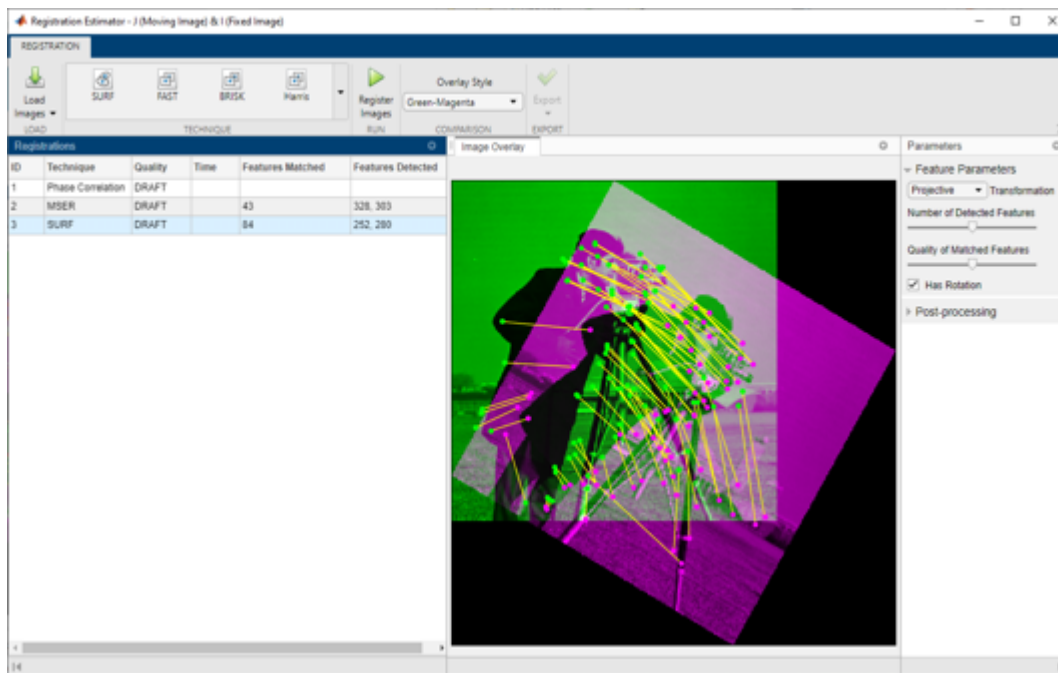 Registration Estimator - J (Moving Image) & I (Fixed Image)
REGISTRATION
Load Images
SURF
FAST
BRISK
Harris
Register Images
Overlay Style
Green-Magenta
Export
LOAD
TECHNIQUE
RUN
COMPARISON
EXPORT
Registrations
ID Technique Quality Time Features Matched Features Detected
1 Phase Correlation DRAFT
2 MSER DRAFT 43 328, 303
3 SURF DRAFT 84 252, 280
Image Overlay
Parameters
Feature Parameters
Projective Transformation
Number of Detected Features
Quality of Matched Features
Has Rotation
Post-processing